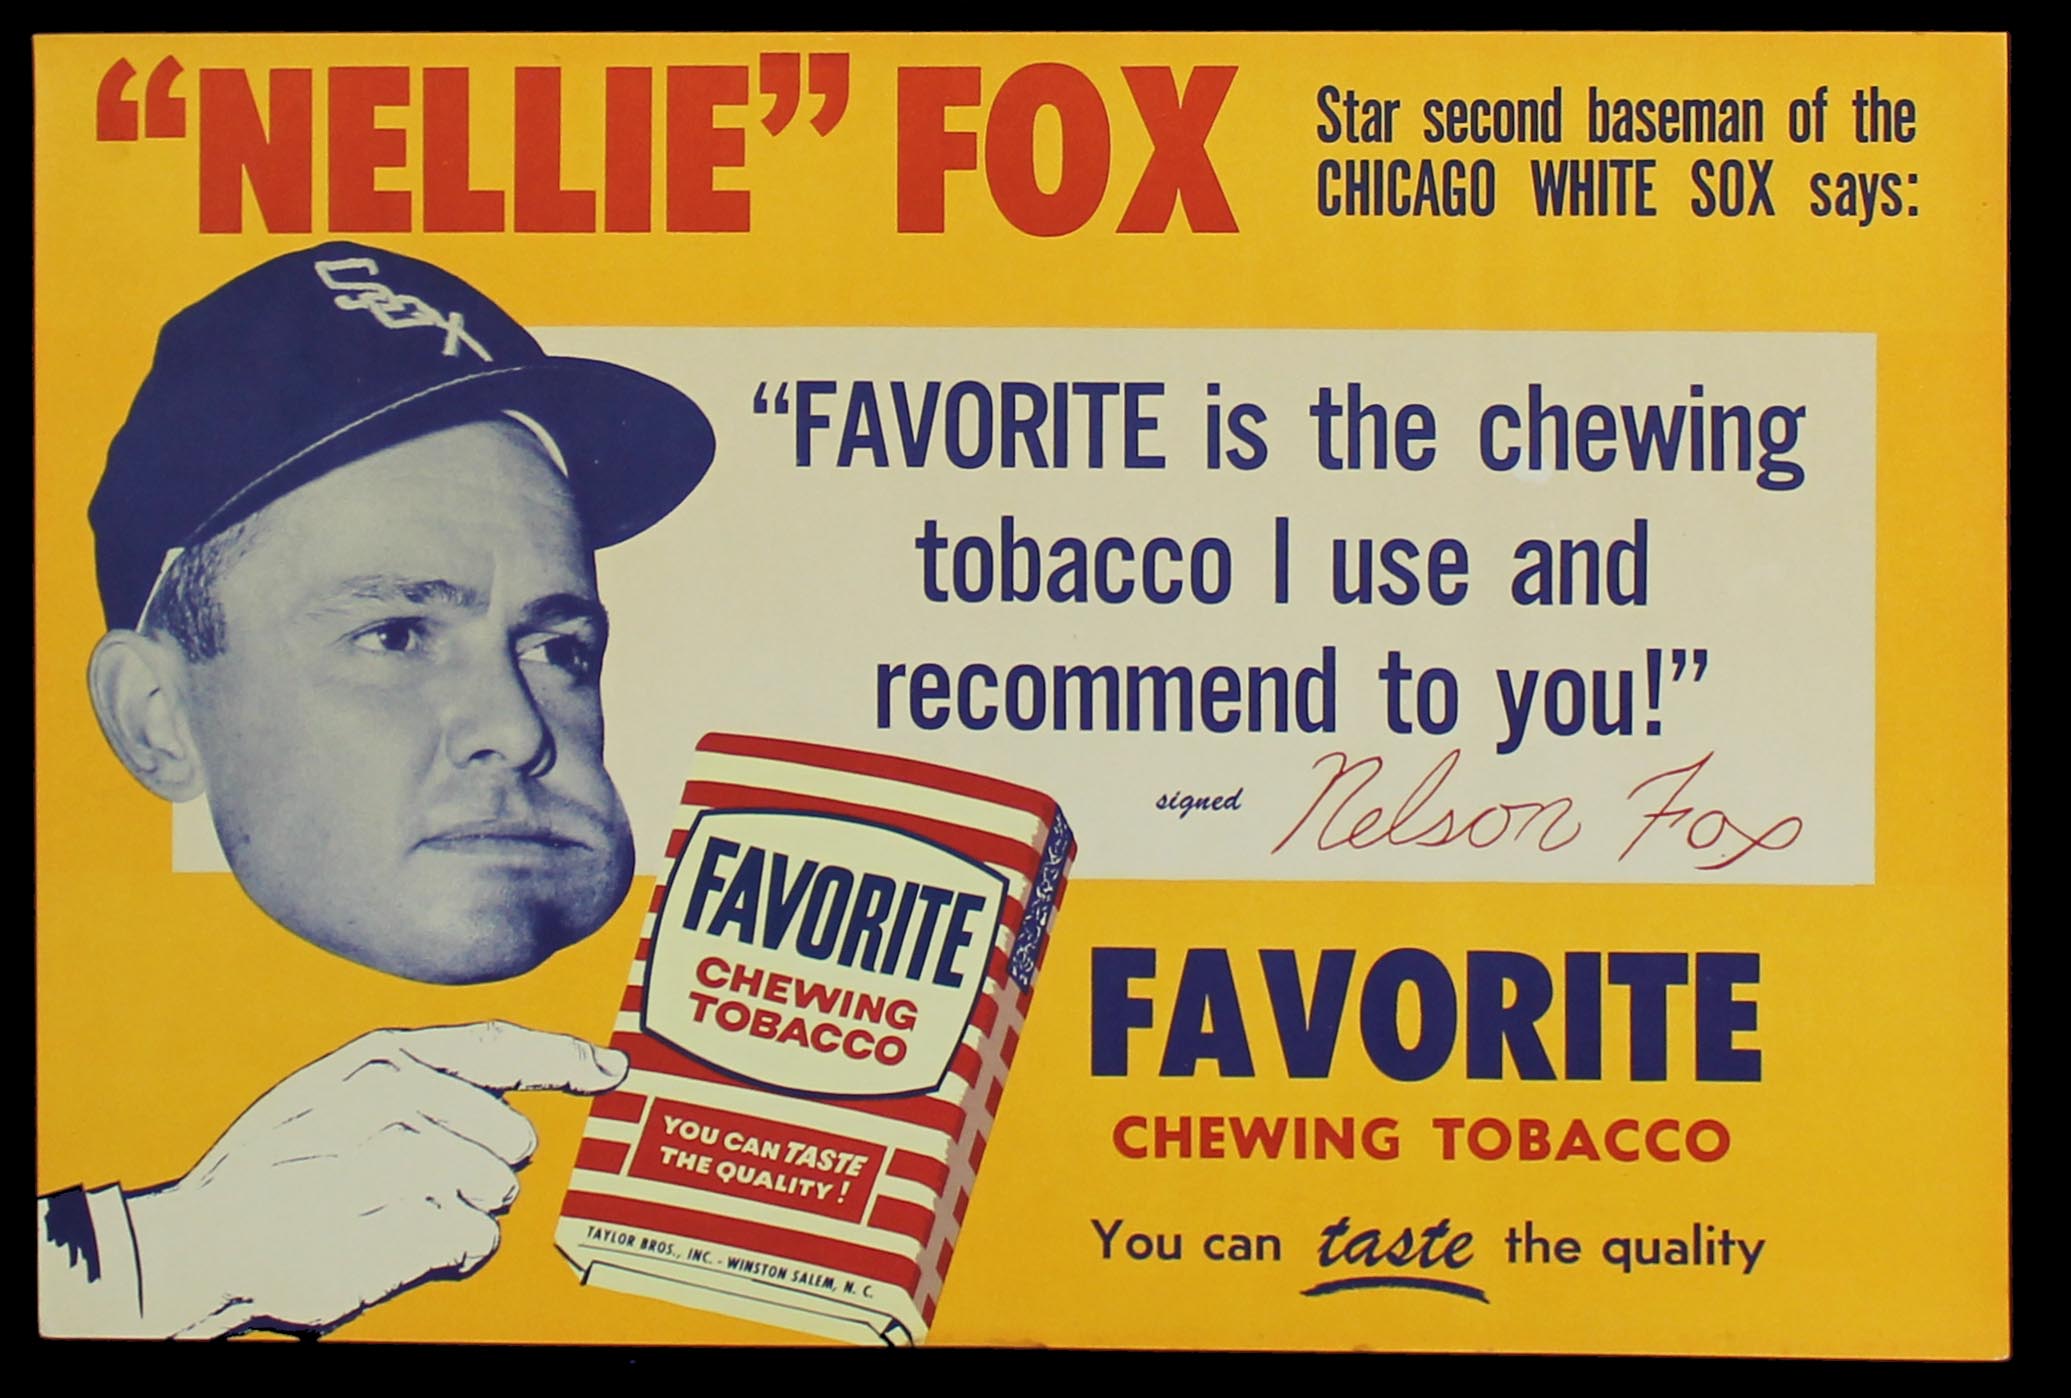 “NELLIE” FOX
Star second baseman of the
CHICAGO WHITE SOX says:
Sox
“FAVORITE is the chewing
tobacco I use and
recommend to you!”
signed Nelson Fox
FAVORITE
CHEWING
TOBACCO
YOU CAN TASTE
THE QUALITY!
TAYLOR BROS., INC. - WINSTON SALEM, N. C.
FAVORITE
CHEWING TOBACCO
You can taste the quality